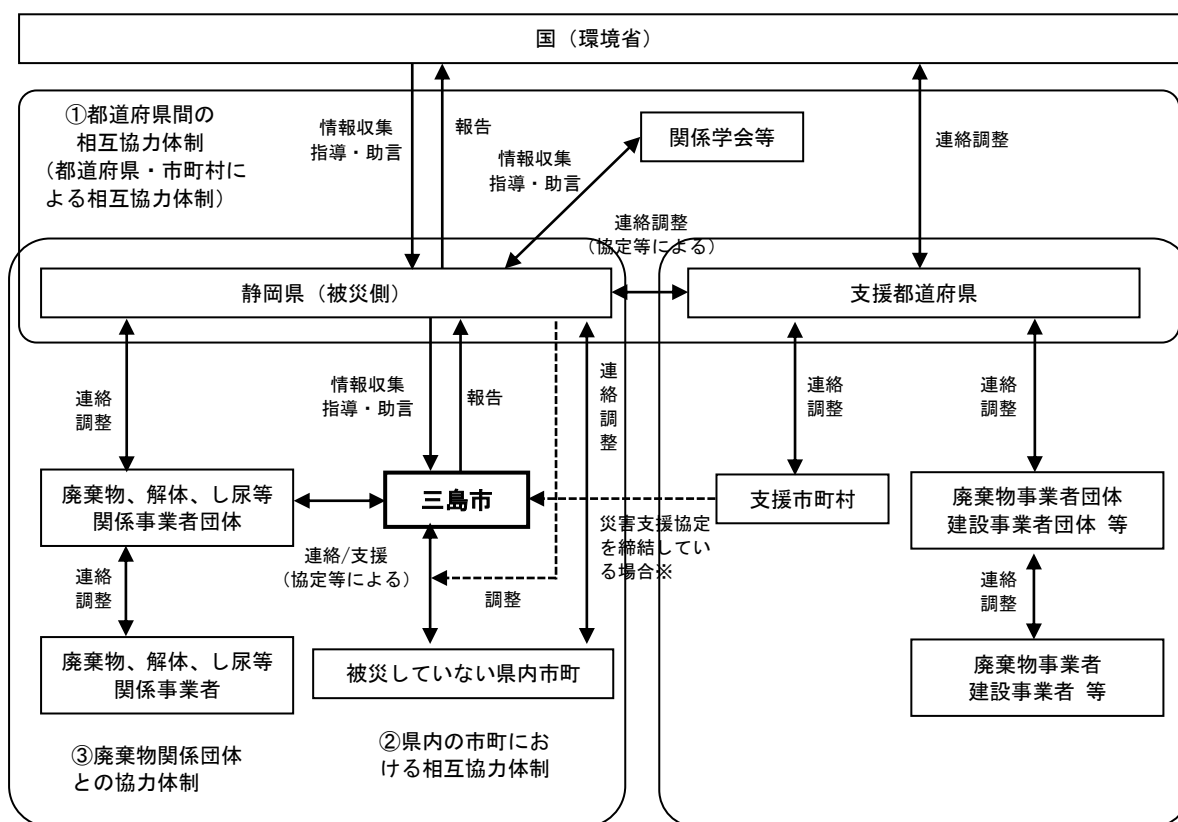 国（環境省）
①都道府県間の
相互協力体制
（都道府県・市町村に
よる相互協力体制）
情報収集
指導・助言
報告
情報収集
指導・助言
関係学会等
連絡調整
連絡調整
（協定等による）
静岡県（被災側）
支援都道府県
連絡
調整
情報収集
指導・助言
報告
連
絡
調
整
連絡
調整
連絡
調整
廃棄物、解体、し尿等
関係事業者団体
三島市
支援市町村
廃棄物事業者団体
建設事業者団体 等
連絡/支援
（協定等による）
災害支援協定
を締結してい
る場合※
調整
連絡
調整
連絡
調整
廃棄物、解体、し尿等
関係事業者
被災していない県内市町
廃棄物事業者
建設事業者 等
③廃棄物関係団体
との協力体制
②県内の市町にお
ける相互協力体制